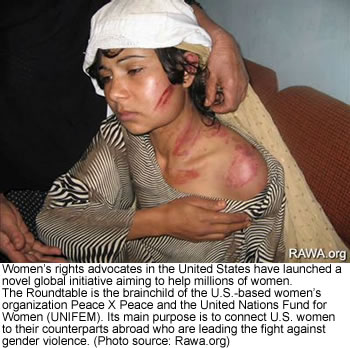 RAWA.org
Women's rights advocates in the United States have launched a
novel global initiative aiming to help millions of women.
The Roundtable is the brainchild of the U.S.-based women's
organization Peace X Peace and the United Nations Fund for
Women (UNIFEM). Its main purpose is to connect U.S. women
to their counterparts abroad who are leading the fight against
gender violence. (Photo source: Rawa.org)